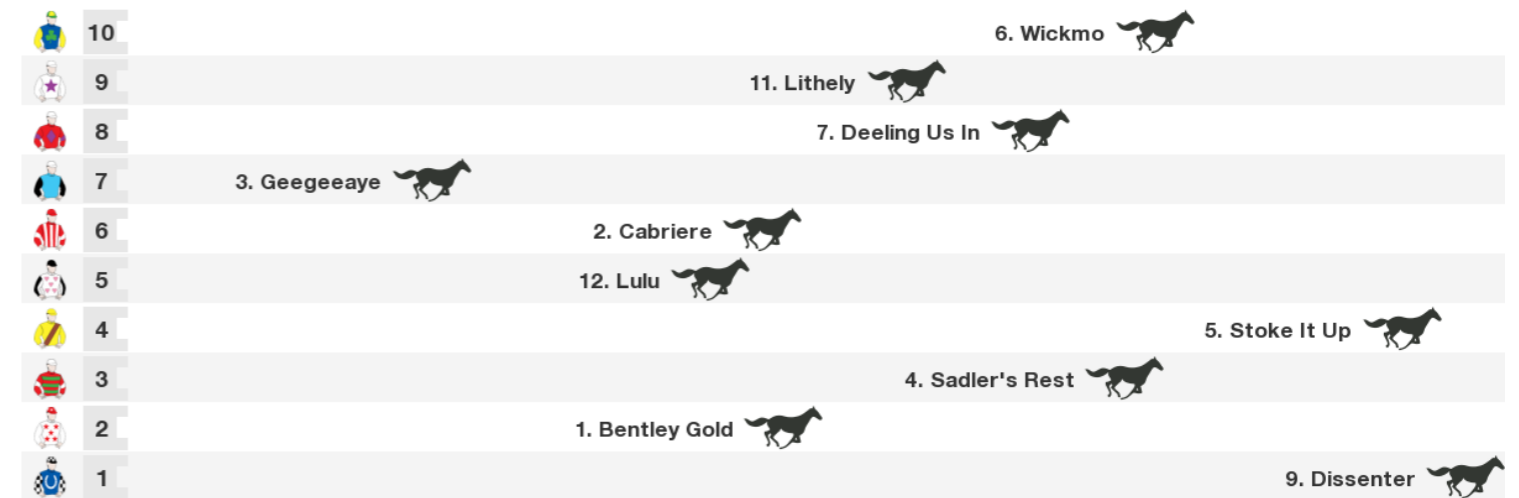 10 6. Wickmo
9 11. Lithely
8 7. Deeling Us In
7 3. Geegeeaye
6 2. Cabriere
5 12. Lulu
4 5. Stoke It Up
3 4. Sadler's Rest
2 1. Bentley Gold
1 9. Dissenter